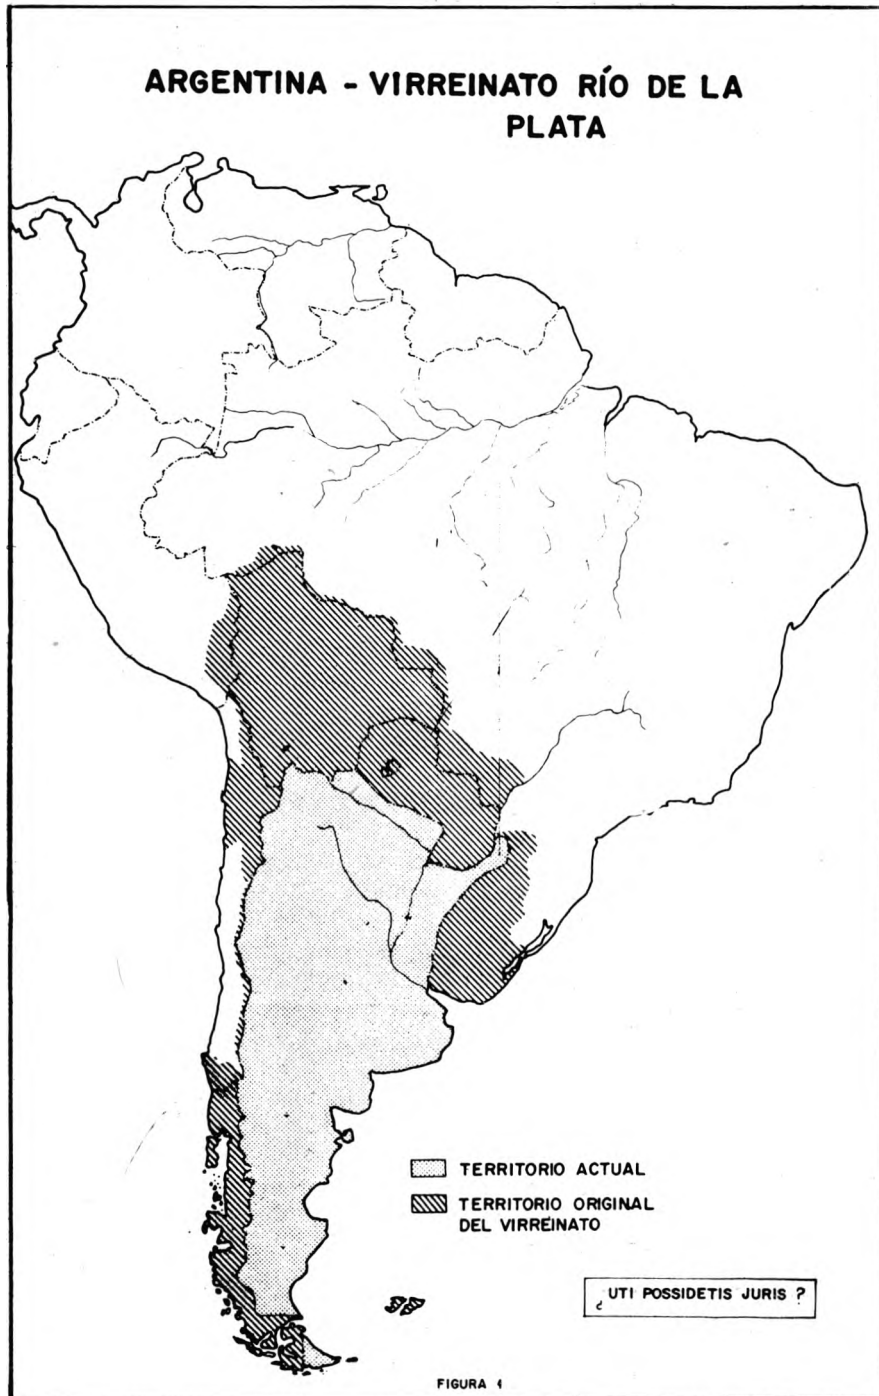 ARGENTINA - VIRREINATO RÍO DE LA
PLATA
TERRITORIO ACTUAL
TERRITORIO ORIGINAL
DEL VIRREINATO
¿ UTI POSSIDETIS JURIS ?
FIGURA 1